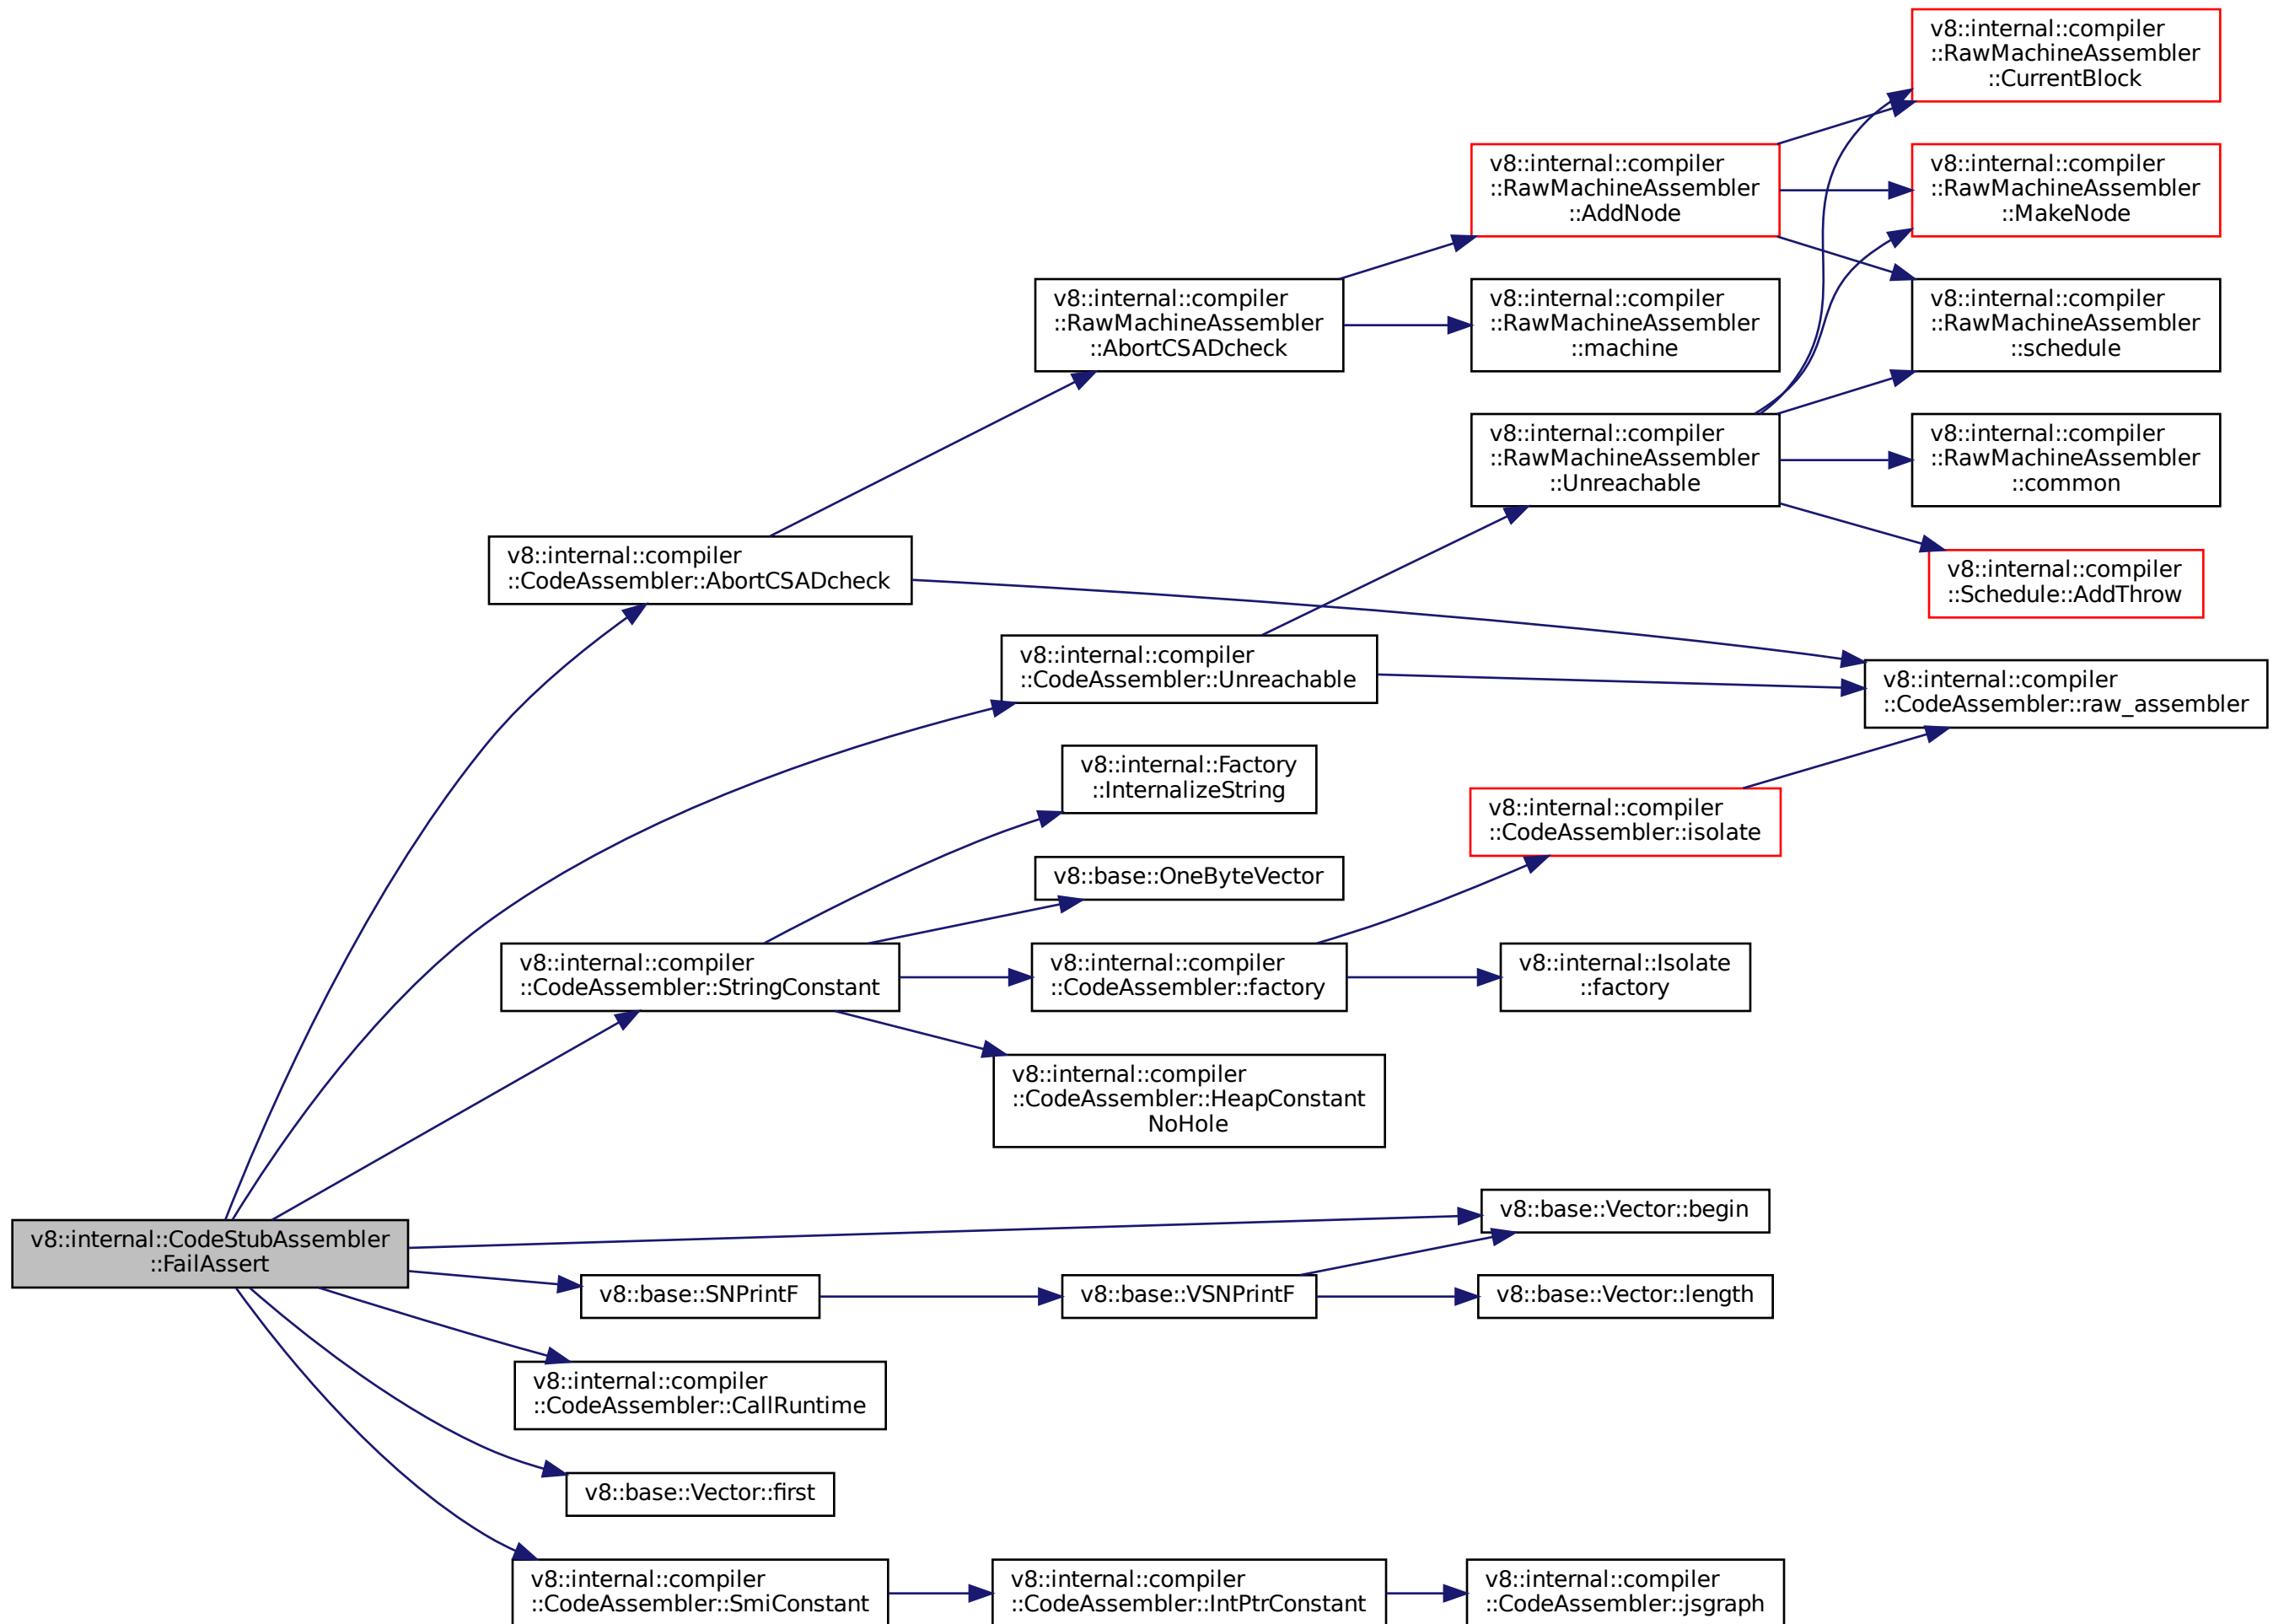 v8::internal::compiler
::RawMachineAssembler
::CurrentBlock
v8::internal::compiler
::RawMachineAssembler
::AddNode
v8::internal::compiler
::RawMachineAssembler
::MakeNode
v8::internal::compiler
::RawMachineAssembler
::AbortCSADcheck
v8::internal::compiler
::RawMachineAssembler
::machine
v8::internal::compiler
::RawMachineAssembler
::schedule
v8::internal::compiler
::RawMachineAssembler
::Unreachable
v8::internal::compiler
::RawMachineAssembler
::common
v8::internal::compiler
::CodeAssembler::AbortCSADcheck
v8::internal::compiler
::Schedule::AddThrow
v8::internal::compiler
::CodeAssembler::Unreachable
v8::internal::compiler
::CodeAssembler::raw_assembler
v8::internal::Factory
::InternalizeString
v8::internal::compiler
::CodeAssembler::isolate
v8::base::OneByteVector
v8::internal::compiler
::CodeAssembler::StringConstant
v8::internal::compiler
::CodeAssembler::factory
v8::internal::Isolate
::factory
v8::internal::compiler
::CodeAssembler::HeapConstant
NoHole
v8::base::Vector::begin
v8::internal::CodeStubAssembler
::FailAssert
v8::base::SNPrintF
v8::base::VSNPrintF
v8::base::Vector::length
v8::internal::compiler
::CodeAssembler::CallRuntime
v8::base::Vector::first
v8::internal::compiler
::CodeAssembler::SmiConstant
v8::internal::compiler
::CodeAssembler::IntPtrConstant
v8::internal::compiler
::CodeAssembler::jsgraph